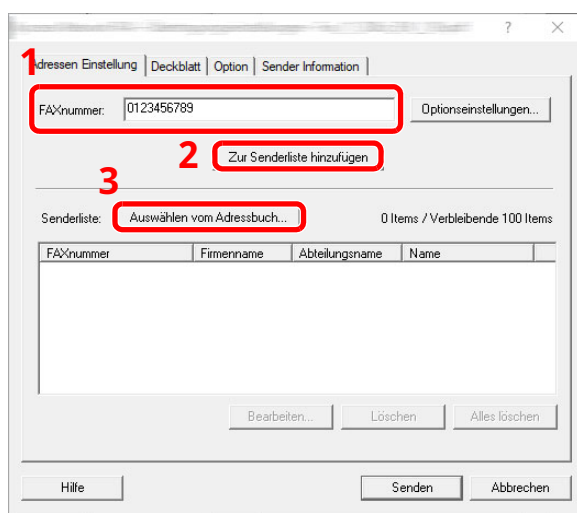 ?
1
Adressen Einstellung Deckblatt Option Sender Information
FAXnummer: 0123456789 Optionseinstellungen...
2 Zur Senderliste hinzufügen
3
Senderliste: Auswählen vom Adressbuch... 0 Items / Verbleibende 100 Items
FAXnummer Firmenname Abteilungsname Name
Bearbeiten... Löschen Alles löschen
Hilfe Senden Abbrechen